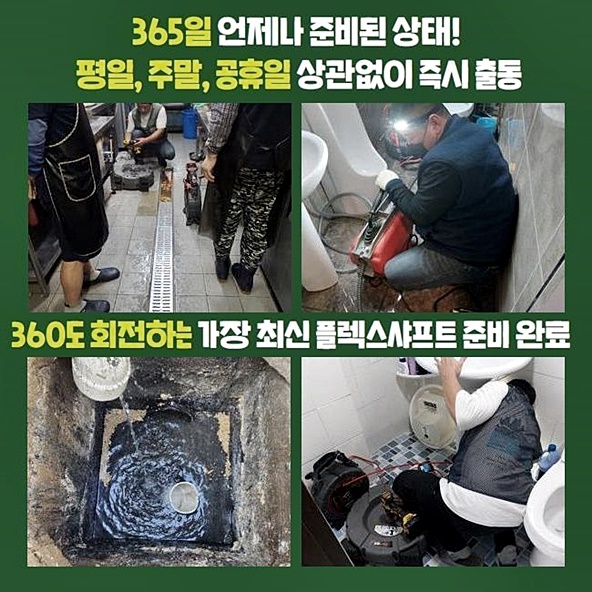 365일 언제나 준비된 상태!
평일, 주말, 공휴일 상관없이 즉시 출동
360도 회전하는 가장 최신 플렉스샤프트 준비 완료